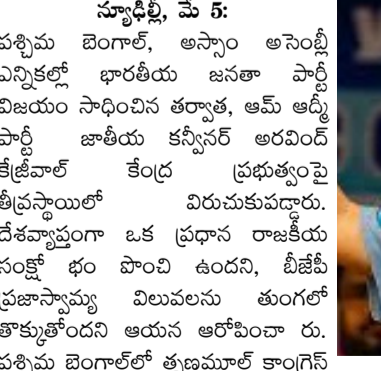 న్యూఢిల్లీ, మే 5:
పశ్చిమ బెంగాల్, అస్సాం అసెంబ్లీ
ఎన్నికల్లో భారతీయ జనతా పార్టీ
విజయం సాధించిన తర్వాత, ఆమ్ ఆద్మీ
పార్టీ జాతీయ కన్వీనర్ అరవింద్
కేజ్రీవాల్ కేంద్ర ప్రభుత్వంపై
తీవ్రస్థాయిలో విరుచుకుపడ్డారు.
దేశవ్యాప్తంగా ఒక ప్రధాన రాజకీయ
సంక్షో భం పొంచి ఉందని, బీజేపీ
ప్రజాస్వామ్య విలువలను తుంగలో
తొక్కుతోందని ఆయన ఆరోపించా రు.
పశ్చిమ బెంగాల్‌లో తృణమూల్ కాంగ్రెస్